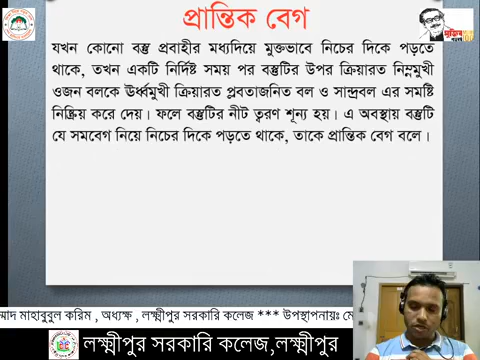 প্রান্তিক বেগ
যখন কোনো বস্তু প্রবাহীর মধ্যদিয়ে মুক্তভাবে নিচের দিকে পড়তে
থাকে, তখন একটি নির্দিষ্ট সময় পর বস্তুটির উপর ক্রিয়ারত নিম্নমুখী
ওজন বলকে ঊর্ধ্বমুখী ক্রিয়ারত প্লবতাজনিত বল ও সান্দ্রবল এর সমষ্টি
নিষ্ক্রিয় করে দেয়। ফলে বস্তুটির নীট ত্বরণ শূন্য হয়। এ অবস্থায় বস্তুটি
যে সমবেগ নিয়ে নিচের দিকে পড়তে থাকে, তাকে প্রান্তিক বেগ বলে।
ম্মাদ মাহাবুবুল করিম , অধ্যক্ষ , লক্ষ্মীপুর সরকারি কলেজ *** উপস্থাপনায়ঃ মো
লক্ষ্মীপুর সরকারি কলেজ,লক্ষ্মীপুর